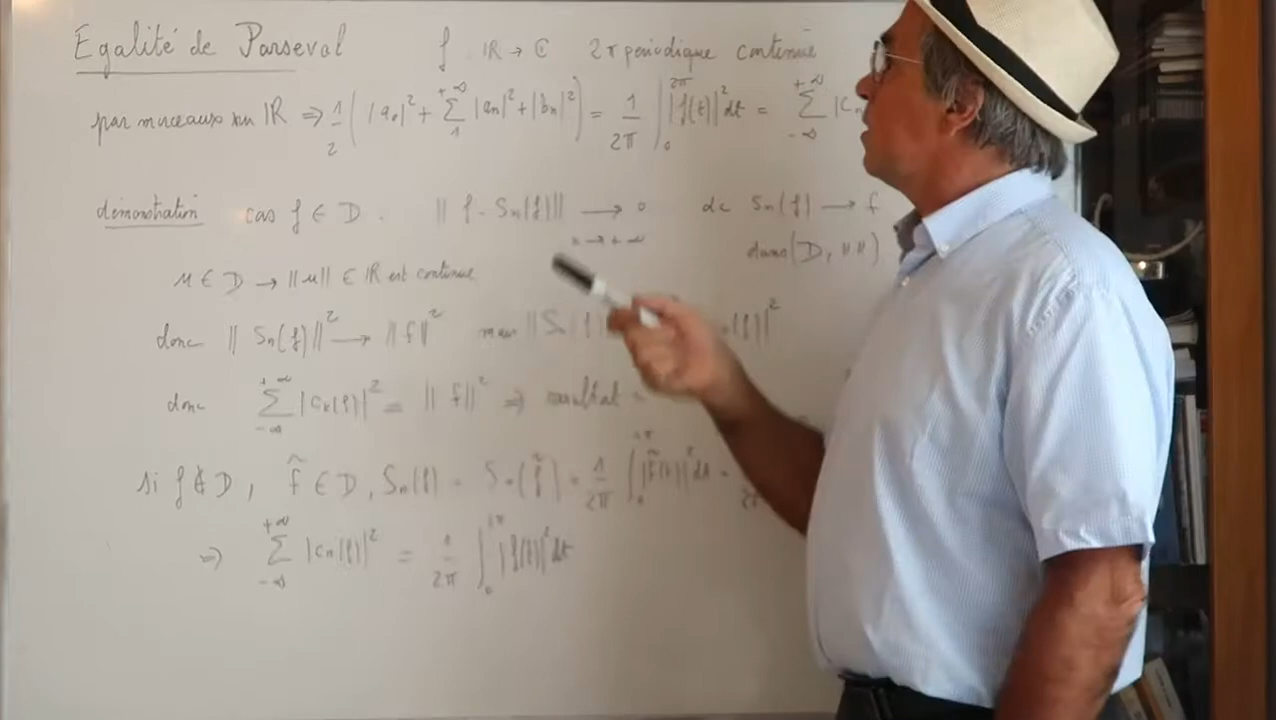 Egalité de Parseval f IR → ℂ 2π périodique continue
par morceaux sur IR ⇒ 1/2 ( |a₀|² + Σ₁^{+∞} |aₙ|² + |bₙ|² ) = 1/2π ∫₀^{2π} |f(t)|² dt = Σ_{-∞}^{+∞} |Cₙ
démonstration cas f ∈ D. || f - Sₙ(f)|| → 0 n → +∞ dc Sₙ(f) → f
dans (D, || ||)
u ∈ D → ||u|| ∈ IR est continue
donc || Sₙ(f)||² → || f||² mais ||S (f)|²
donc Σ_{-∞}^{+∞} |cₖ(f)|² = || f||² ⇒ résultat
si f ∉ D, f̃ ∈ D, Sₙ(f) = Sₙ(f̃) = 1/2π ∫₀^{2π} |f̃(t)|² dt =
⇒ Σ_{-∞}^{+∞} |cₙ(f)|² = 1/2π ∫₀^{2π} |f(t)|² dt